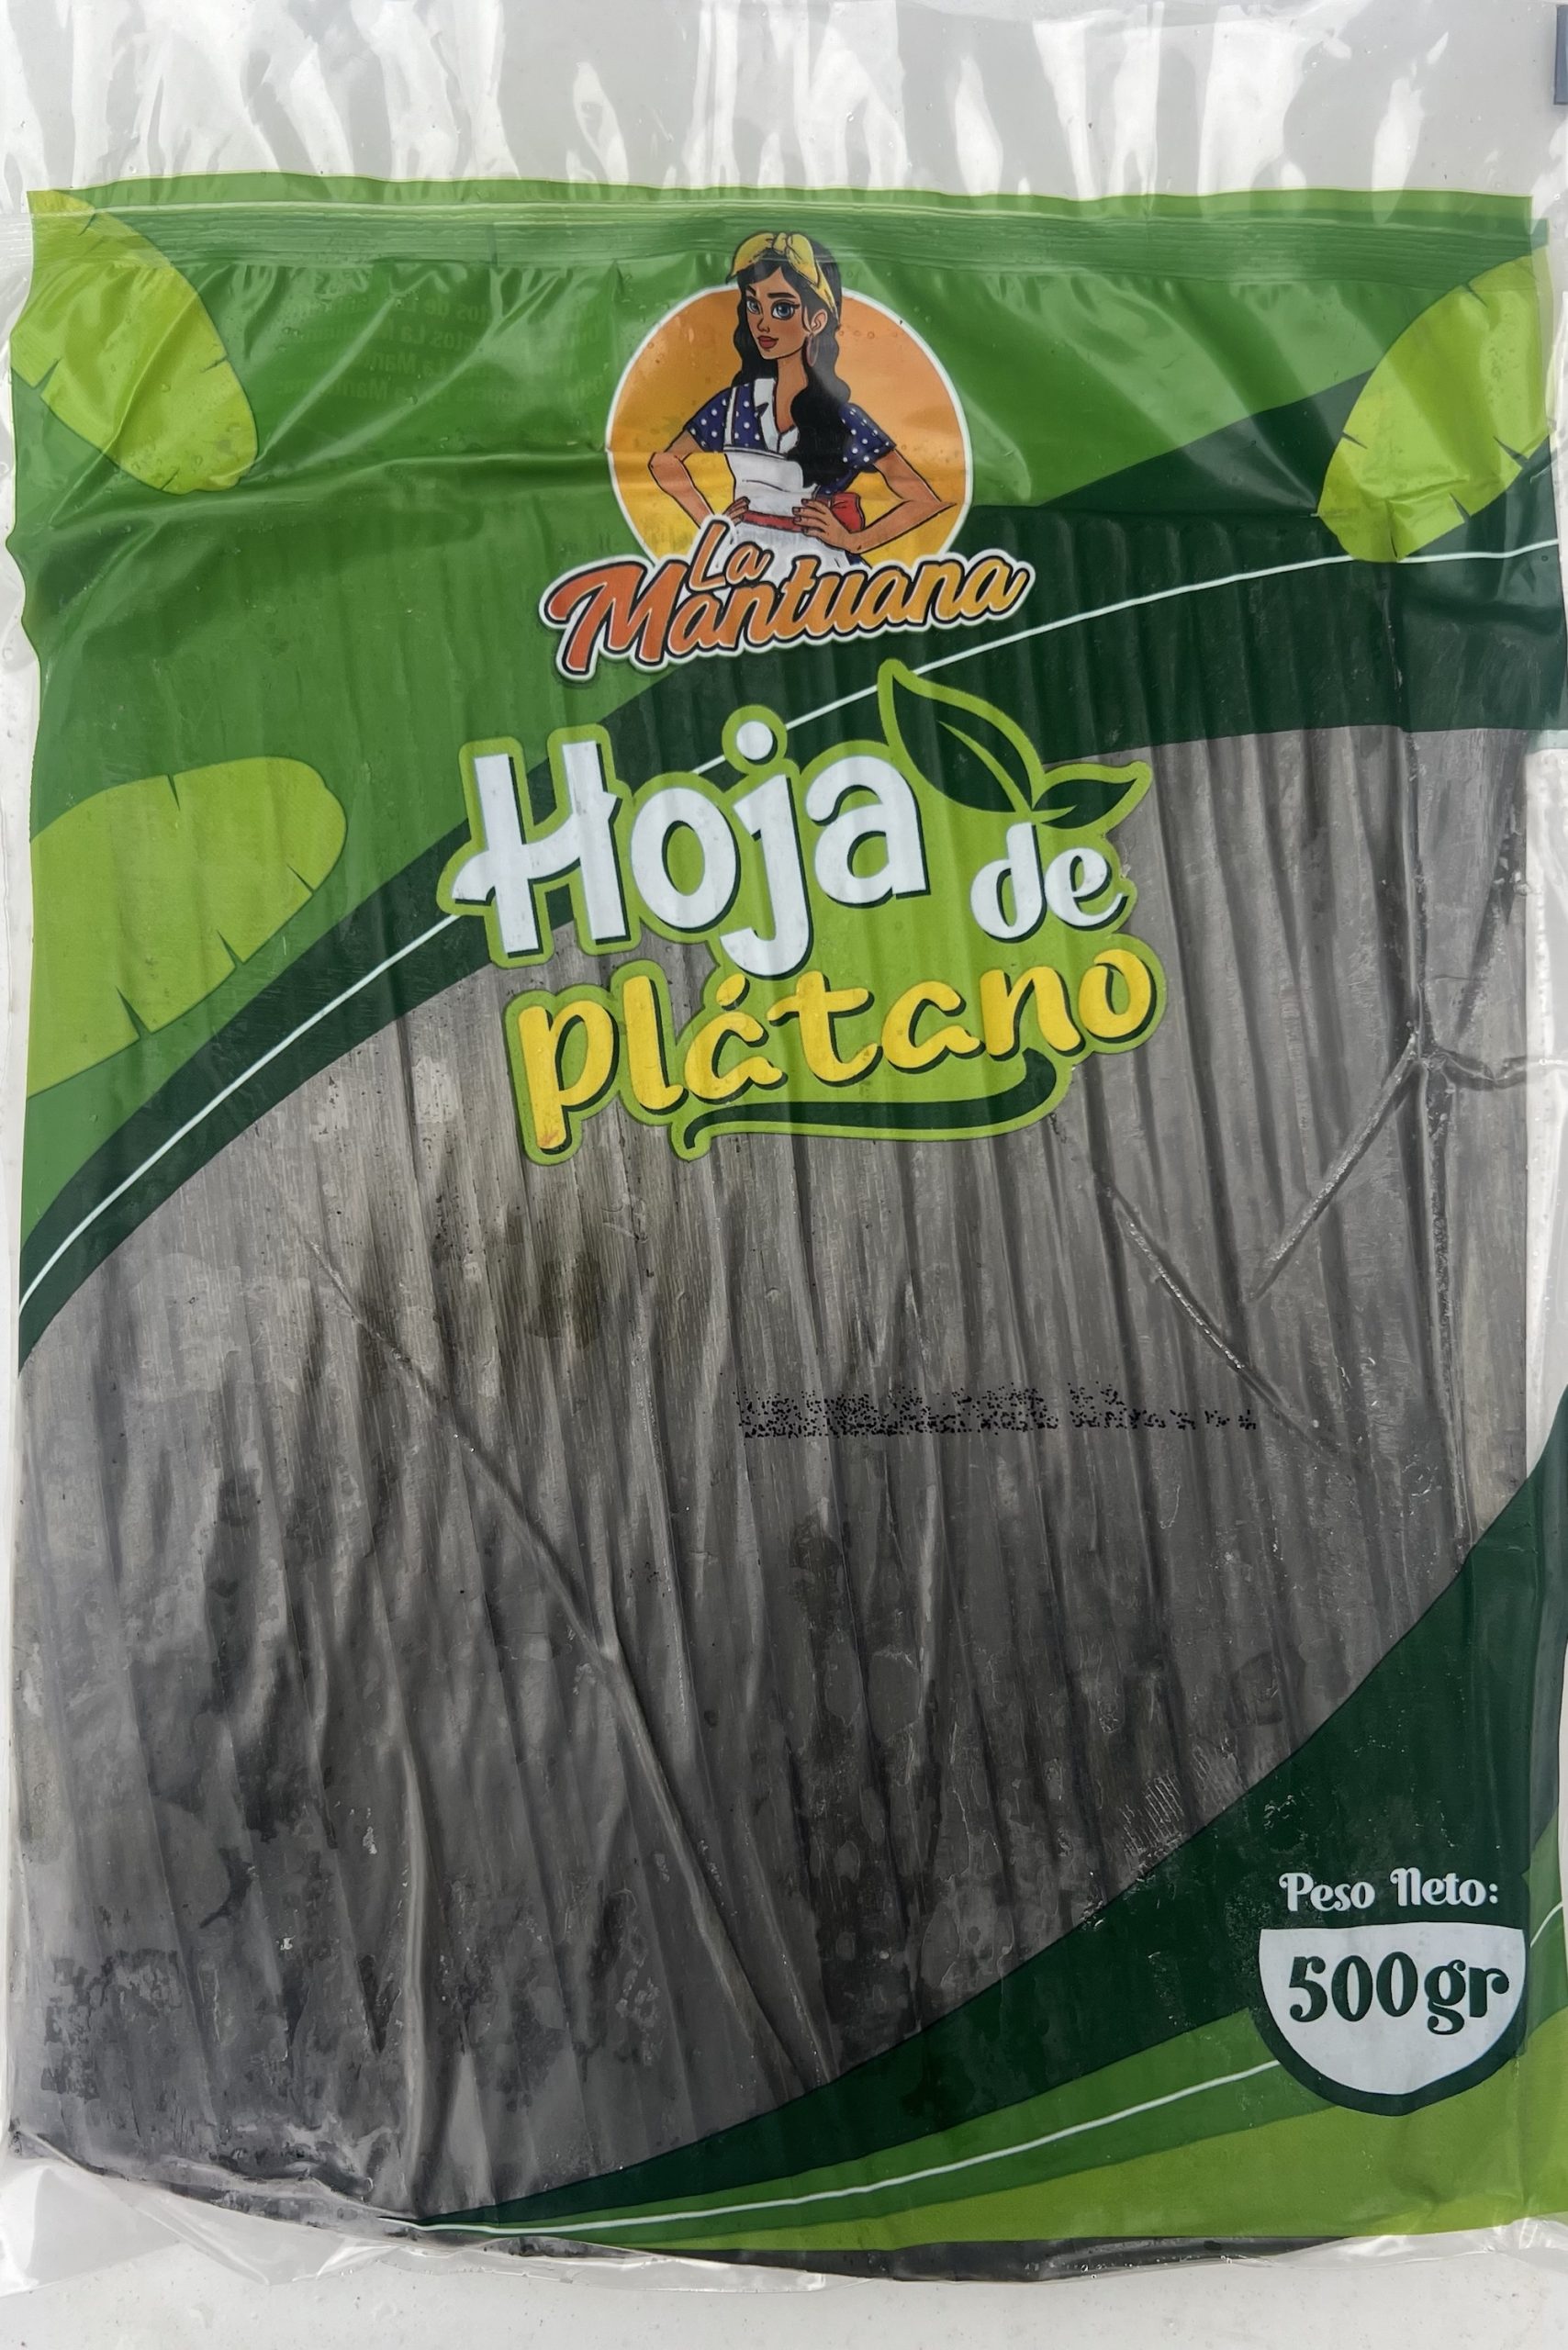 La
Mantuana
Hoja de
plátano
Peso Neto:
500gr